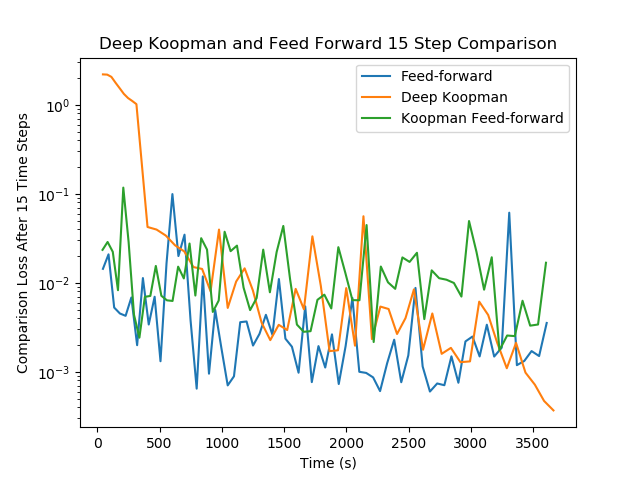 Deep Koopman and Feed Forward 15 Step Comparison
Feed-forward
Deep Koopman
Koopman Feed-forward
Comparison Loss After 15 Time Steps
10⁰
10⁻¹
10⁻²
10⁻³
0 500 1000 1500 2000 2500 3000 3500
Time (s)